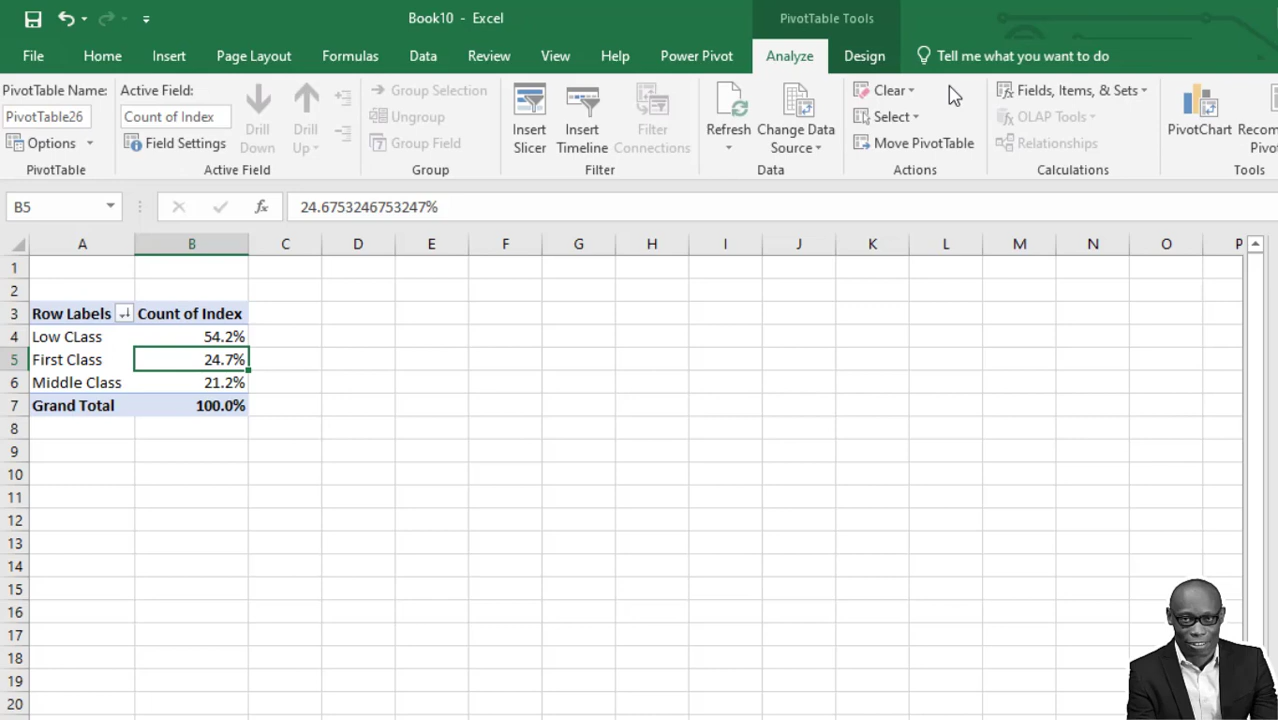 Book10 - Excel
PivotTable Tools
File Home Insert Page Layout Formulas Data Review View Help Power Pivot Analyze Design Tell me what you want to do
PivotTable Name:
PivotTable26
Options
PivotTable
Active Field:
Count of Index
Field Settings
Drill
Down
Drill
Up
Active Field
Group Selection
Ungroup
Group Field
Group
Insert
Slicer
Insert
Timeline
Filter
Connections
Filter
Refresh
Change Data
Source
Data
Clear
Select
Move PivotTable
Actions
Fields, Items, & Sets
OLAP Tools
Relationships
Calculations
PivotChart
Recom
Pivo
Tools
B5 fx 24.6753246753247%
A B C D E F G H I J K L M N O P
1
2
3 Row Labels Count of Index
4 Low CLass 54.2%
5 First Class 24.7%
6 Middle Class 21.2%
7 Grand Total 100.0%
8
9
10
11
12
13
14
15
16
17
18
19
20